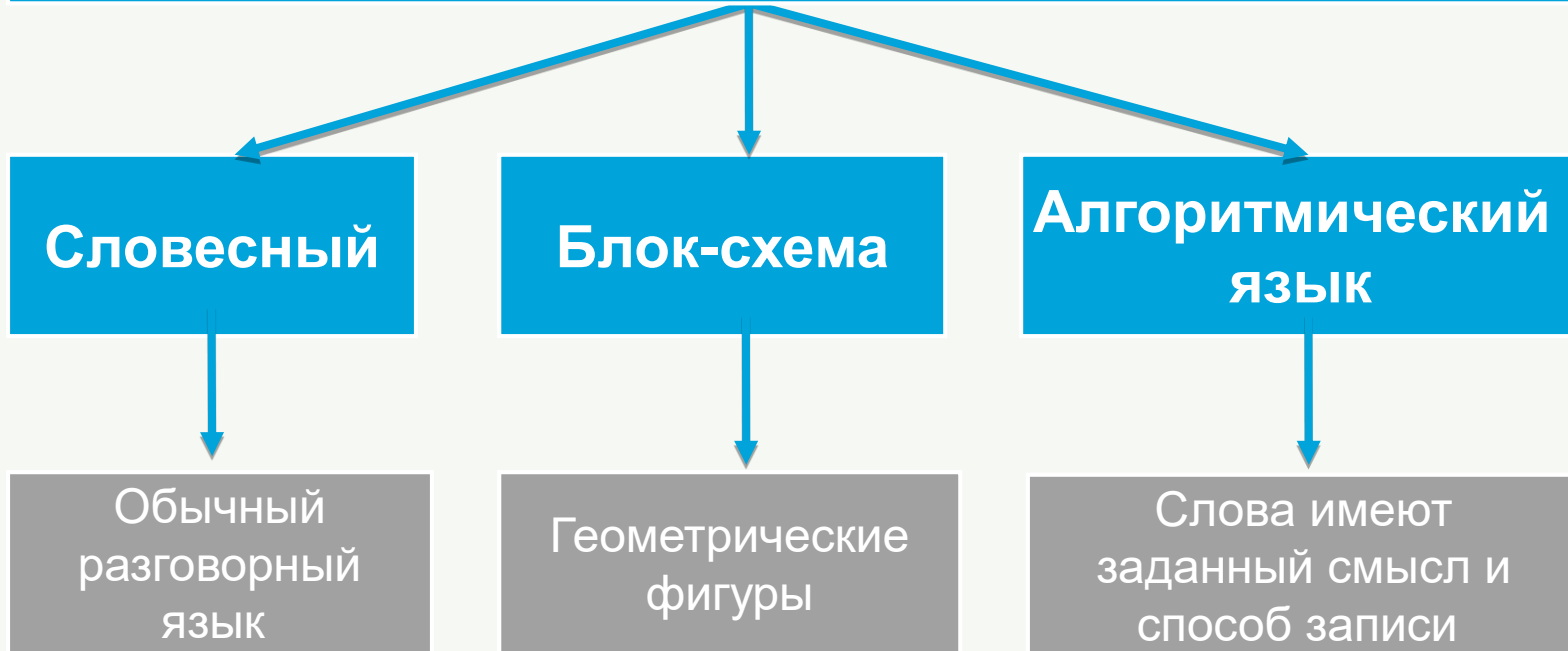 Словесный
Блок-схема
Алгоритмический
язык
Обычный
разговорный
язык
Геометрические
фигуры
Слова имеют
заданный смысл и
способ записи